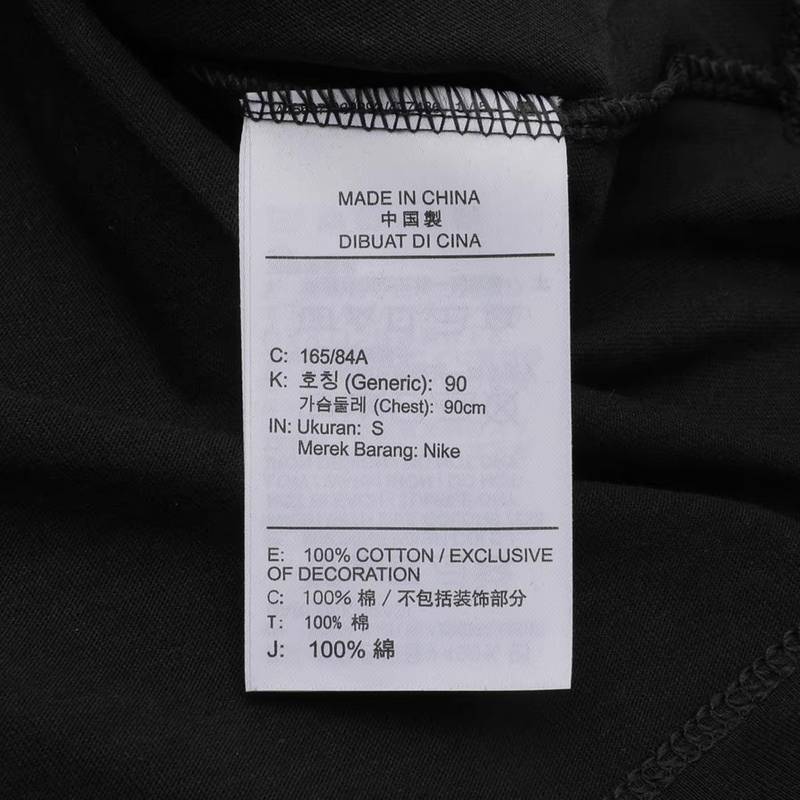 MADE IN CHINA
中国製
DIBUAT DI CINA
C: 165/84A
K: 호칭 (Generic): 90
가슴둘레 (Chest): 90cm
IN: Ukuran: S
Merek Barang: Nike
E: 100% COTTON / EXCLUSIVE
OF DECORATION
C: 100% 棉 / 不包括装饰部分
T: 100% 棉
J: 100% 綿